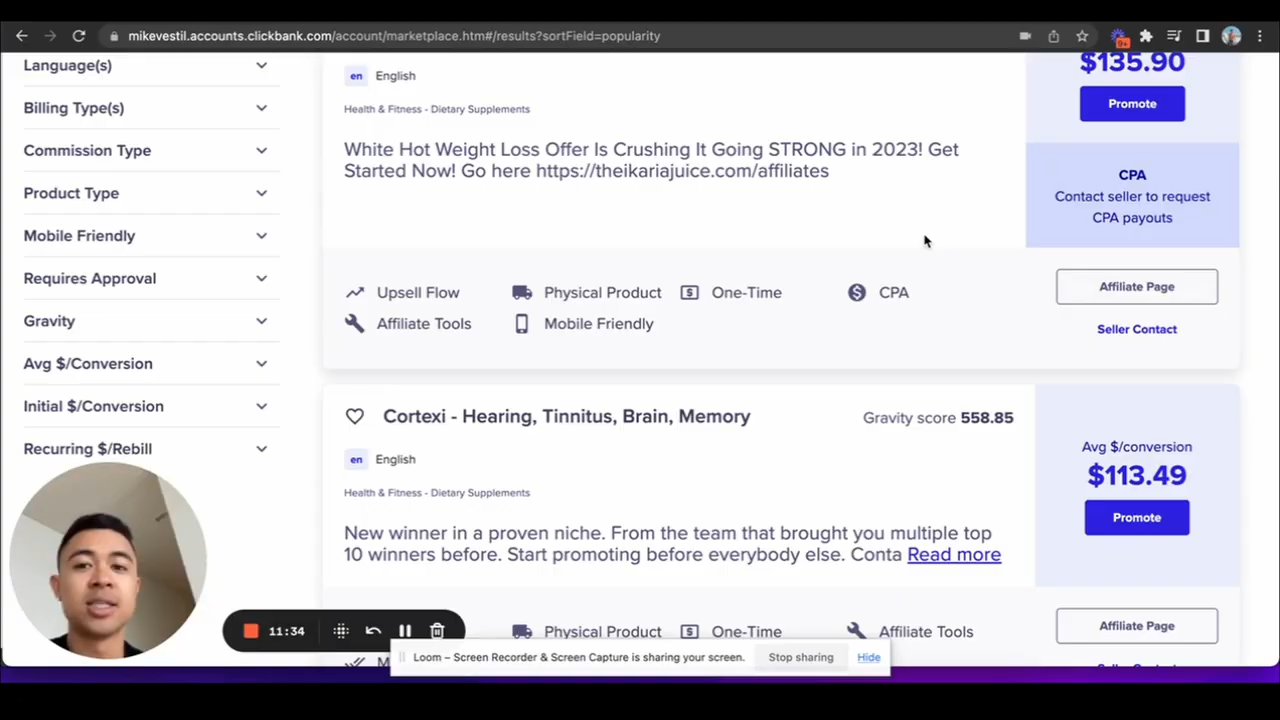 mikevestil.accounts.clickbank.com/account/marketplace.htm#/results?sortField=popularity
9+
Language(s)
Billing Type(s)
Commission Type
Product Type
Mobile Friendly
Requires Approval
Gravity
Avg $/Conversion
Initial $/Conversion
Recurring $/Rebill
en English
Health & Fitness - Dietary Supplements
White Hot Weight Loss Offer Is Crushing It Going STRONG in 2023! Get
Started Now! Go here https://theikariajuice.com/affiliates
$135.90
Promote
CPA
Contact seller to request
CPA payouts
Upsell Flow
Physical Product
One-Time
CPA
Affiliate Tools
Mobile Friendly
Affiliate Page
Seller Contact
Cortexi - Hearing, Tinnitus, Brain, Memory
Gravity score 558.85
en English
Health & Fitness - Dietary Supplements
New winner in a proven niche. From the team that brought you multiple top
10 winners before. Start promoting before everybody else. Conta Read more
Avg $/conversion
$113.49
Promote
Physical Product
One-Time
Affiliate Tools
Affiliate Page
11:34
Loom – Screen Recorder & Screen Capture is sharing your screen.
Stop sharing
Hide